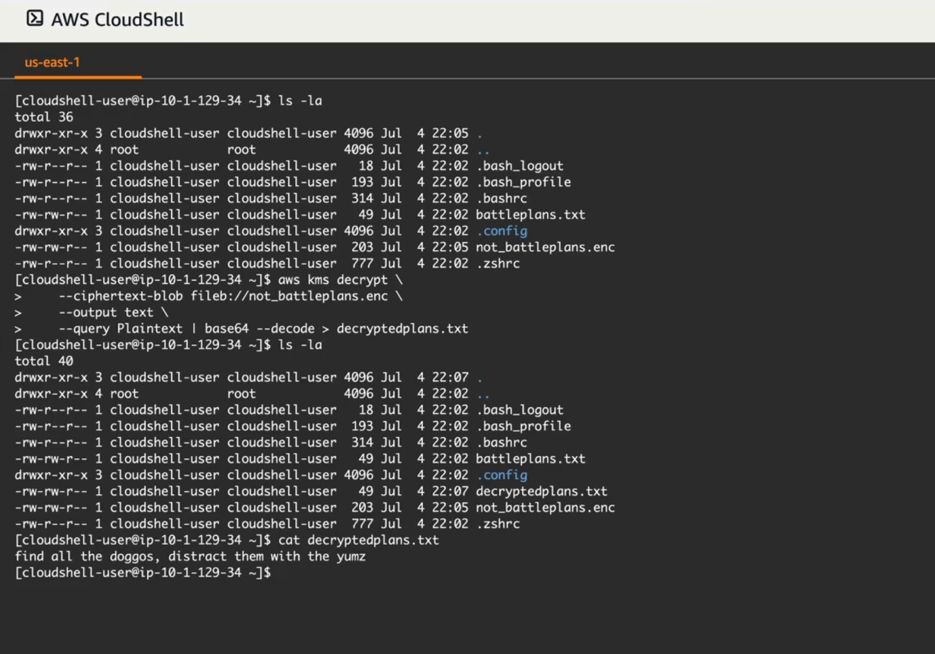 AWS CloudShell
us-east-1
[cloudshell-user@ip-10-1-129-34 ~]$ ls -la
total 36
drwxr-xr-x 3 cloudshell-user cloudshell-user 4096 Jul  4 22:05 .
drwxr-xr-x 4 root            root            4096 Jul  4 22:02 ..
-rw-r--r-- 1 cloudshell-user cloudshell-user   18 Jul  4 22:02 .bash_logout
-rw-r--r-- 1 cloudshell-user cloudshell-user  193 Jul  4 22:02 .bash_profile
-rw-r--r-- 1 cloudshell-user cloudshell-user  314 Jul  4 22:02 .bashrc
-rw-rw-r-- 1 cloudshell-user cloudshell-user   49 Jul  4 22:02 battleplans.txt
drwxr-xr-x 3 cloudshell-user cloudshell-user 4096 Jul  4 22:02 .config
-rw-rw-r-- 1 cloudshell-user cloudshell-user  203 Jul  4 22:05 not_battleplans.enc
-rw-r--r-- 1 cloudshell-user cloudshell-user  777 Jul  4 22:02 .zshrc
[cloudshell-user@ip-10-1-129-34 ~]$ aws kms decrypt \
>     --ciphertext-blob fileb://not_battleplans.enc \
>     --output text \
>     --query Plaintext | base64 --decode > decryptedplans.txt
[cloudshell-user@ip-10-1-129-34 ~]$ ls -la
total 40
drwxr-xr-x 3 cloudshell-user cloudshell-user 4096 Jul  4 22:07 .
drwxr-xr-x 4 root            root            4096 Jul  4 22:02 ..
-rw-r--r-- 1 cloudshell-user cloudshell-user   18 Jul  4 22:02 .bash_logout
-rw-r--r-- 1 cloudshell-user cloudshell-user  193 Jul  4 22:02 .bash_profile
-rw-r--r-- 1 cloudshell-user cloudshell-user  314 Jul  4 22:02 .bashrc
-rw-rw-r-- 1 cloudshell-user cloudshell-user   49 Jul  4 22:02 battleplans.txt
drwxr-xr-x 3 cloudshell-user cloudshell-user 4096 Jul  4 22:02 .config
-rw-rw-r-- 1 cloudshell-user cloudshell-user   49 Jul  4 22:07 decryptedplans.txt
-rw-rw-r-- 1 cloudshell-user cloudshell-user  203 Jul  4 22:05 not_battleplans.enc
-rw-r--r-- 1 cloudshell-user cloudshell-user  777 Jul  4 22:02 .zshrc
[cloudshell-user@ip-10-1-129-34 ~]$ cat decryptedplans.txt
find all the doggos, distract them with the yumz
[cloudshell-user@ip-10-1-129-34 ~]$